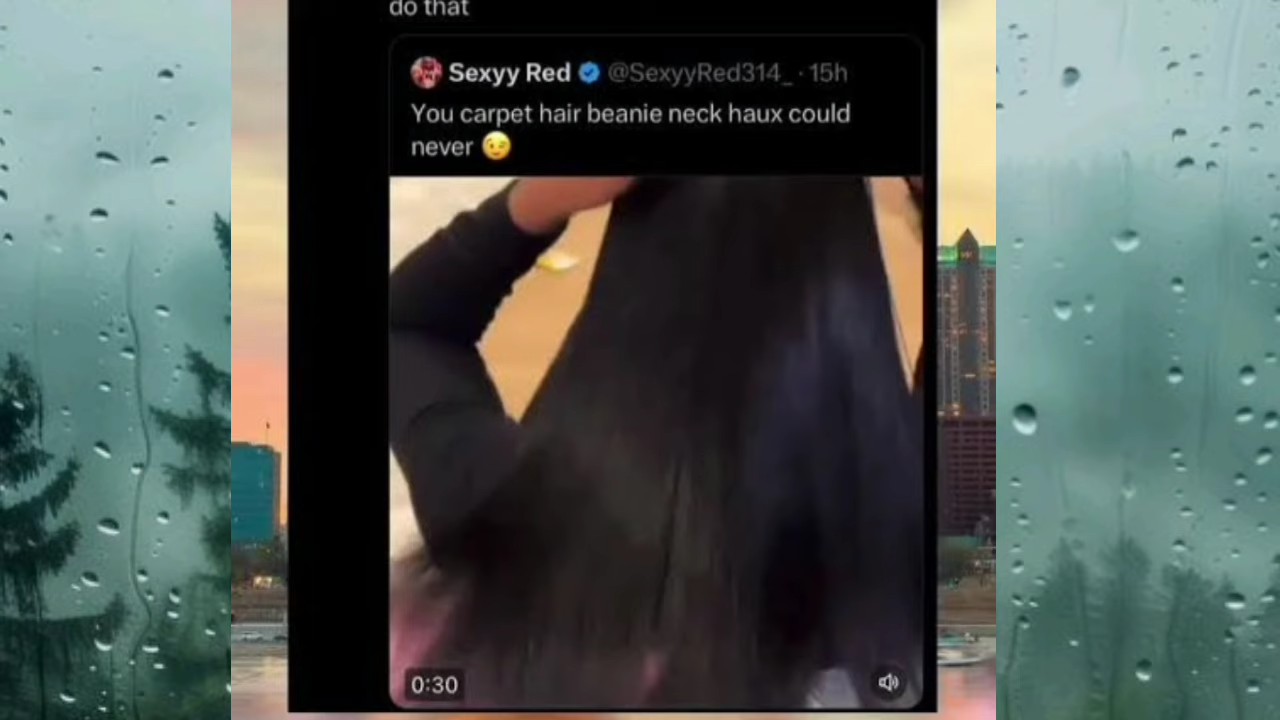 do that
Sexyy Red @SexyyRed314_ · 15h
You carpet hair beanie neck haux could
never 😉
0:30